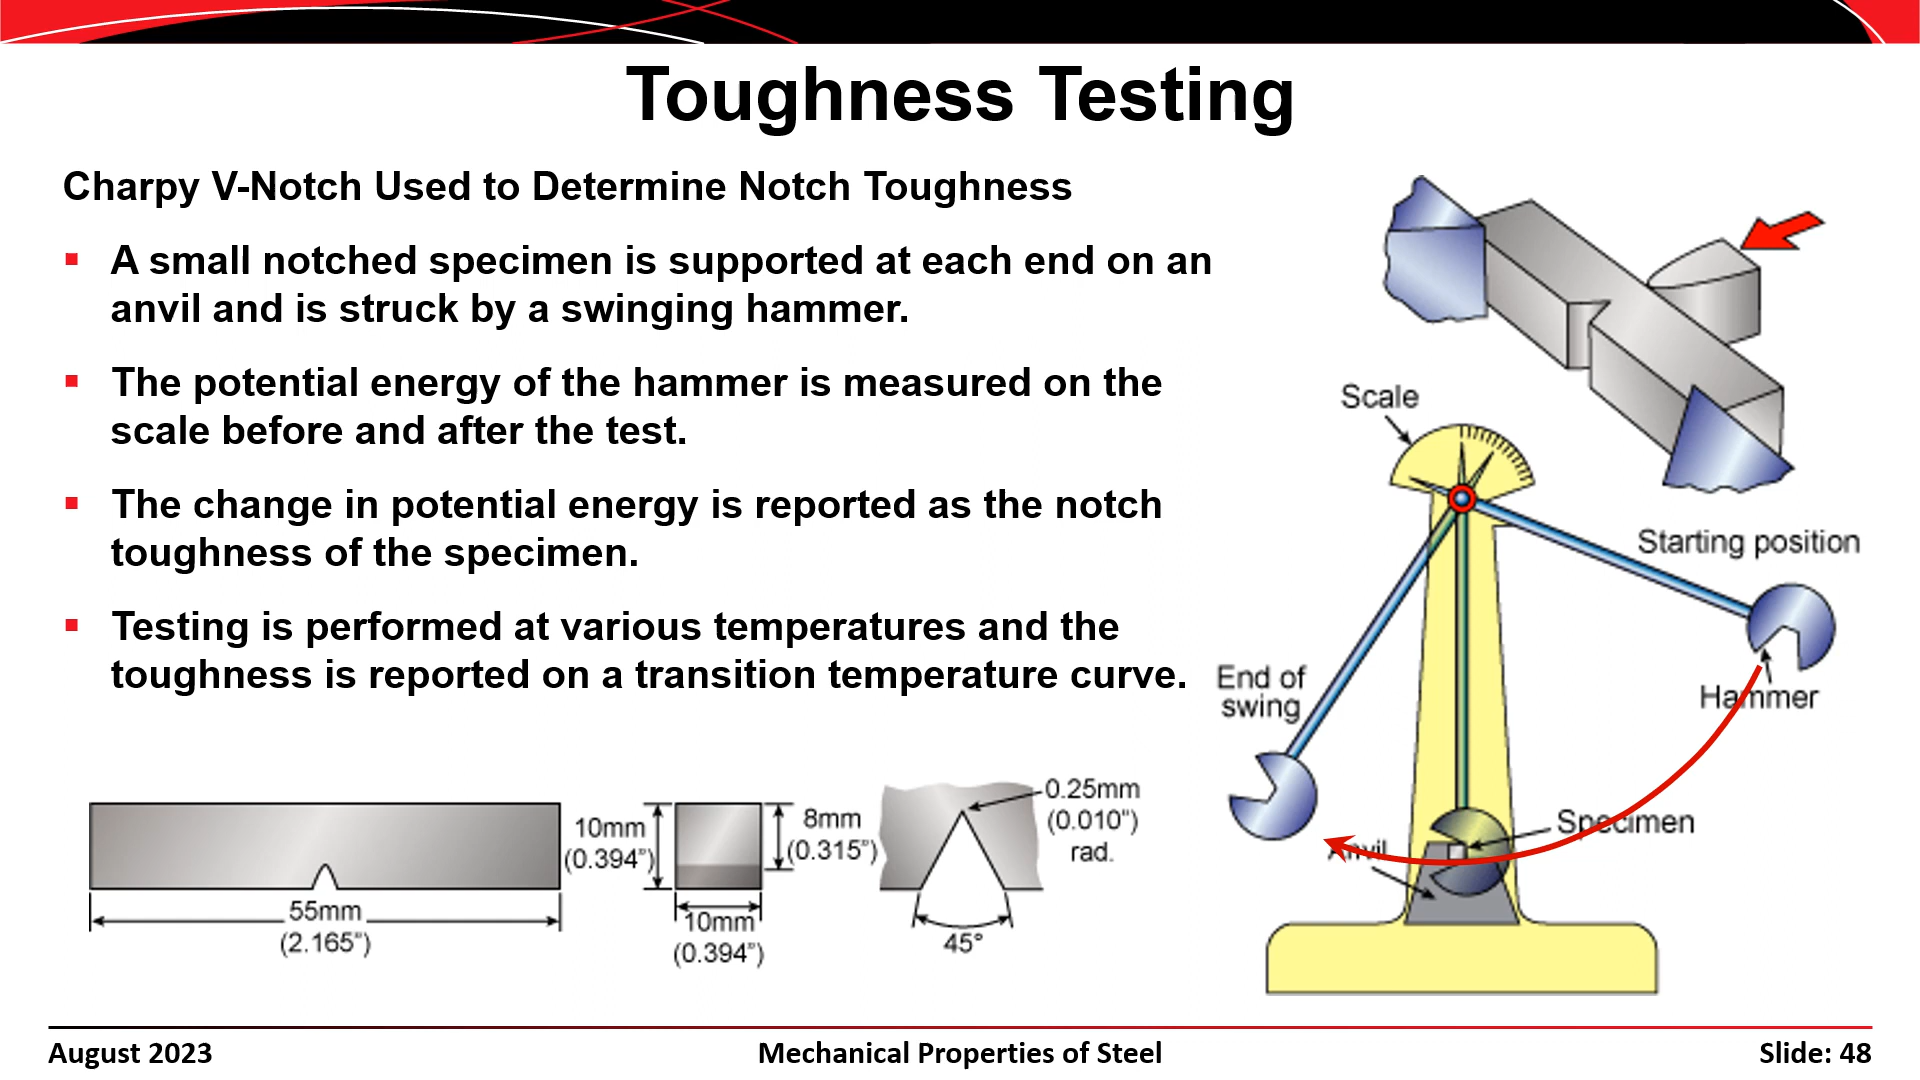 Toughness Testing
Charpy V-Notch Used to Determine Notch Toughness
A small notched specimen is supported at each end on an
anvil and is struck by a swinging hammer.
The potential energy of the hammer is measured on the
scale before and after the test.
The change in potential energy is reported as the notch
toughness of the specimen.
Testing is performed at various temperatures and the
toughness is reported on a transition temperature curve.
Scale
Starting position
Hammer
End of
swing
Specimen
Anvil
55mm
(2.165”)
10mm
(0.394”)
10mm
(0.394”)
8mm
(0.315”)
0.25mm
(0.010”)
rad.
45°
August 2023
Mechanical Properties of Steel
Slide: 48